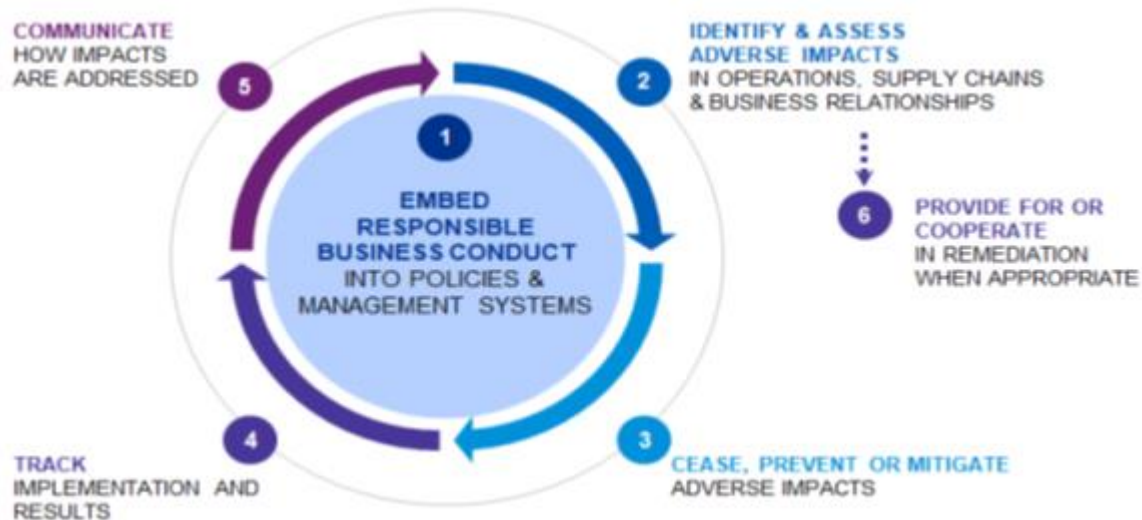 COMMUNICATE
HOW IMPACTS
ARE ADDRESSED
5
IDENTIFY & ASSESS
ADVERSE IMPACTS
IN OPERATIONS, SUPPLY CHAINS
& BUSINESS RELATIONSHIPS
2
1
EMBED
RESPONSIBLE
BUSINESS CONDUCT
INTO POLICIES &
MANAGEMENT SYSTEMS
6
PROVIDE FOR OR
COOPERATE
IN REMEDIATION
WHEN APPROPRIATE
4
TRACK
IMPLEMENTATION AND
RESULTS
3
CEASE, PREVENT OR MITIGATE
ADVERSE IMPACTS